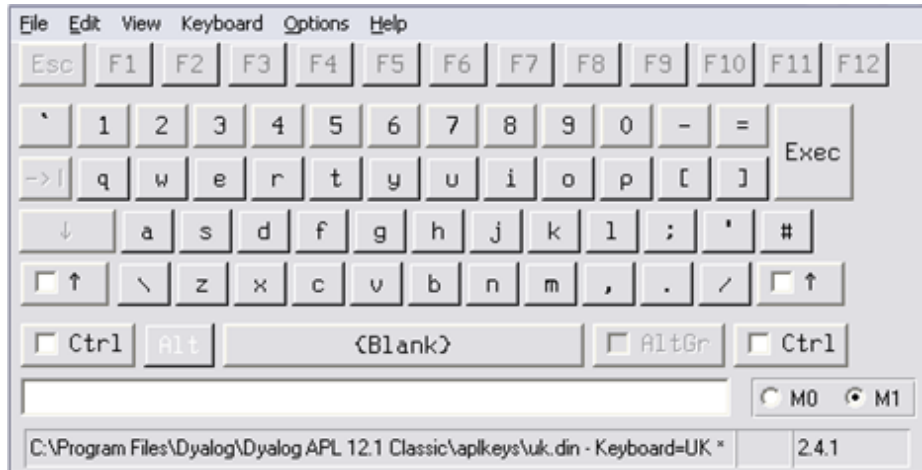 File Edit View Keyboard Options Help
Esc F1 F2 F3 F4 F5 F6 F7 F8 F9 F10 F11 F12
` 1 2 3 4 5 6 7 8 9 0 - = Exec
->| q w e r t y u i o p [ ]
↓ a s d f g h j k l ; ' #
↑ \ z x c v b n m , . / ↑
Ctrl Alt {Blank} AltGr Ctrl
M0 M1
C:\Program Files\Dyalog\Dyalog APL 12.1 Classic\aplkeys\uk.din - Keyboard=UK * 2.4.1